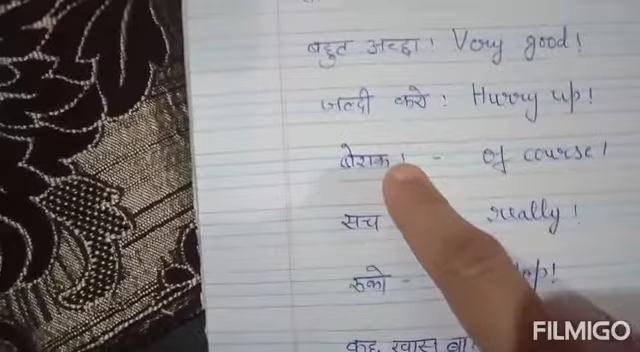 बहुत अच्छा! Very good!
जल्दी करो: Hurry up!
बेशक! - of course!
सच really!
रुको -
कुछ खास
FILMIGO